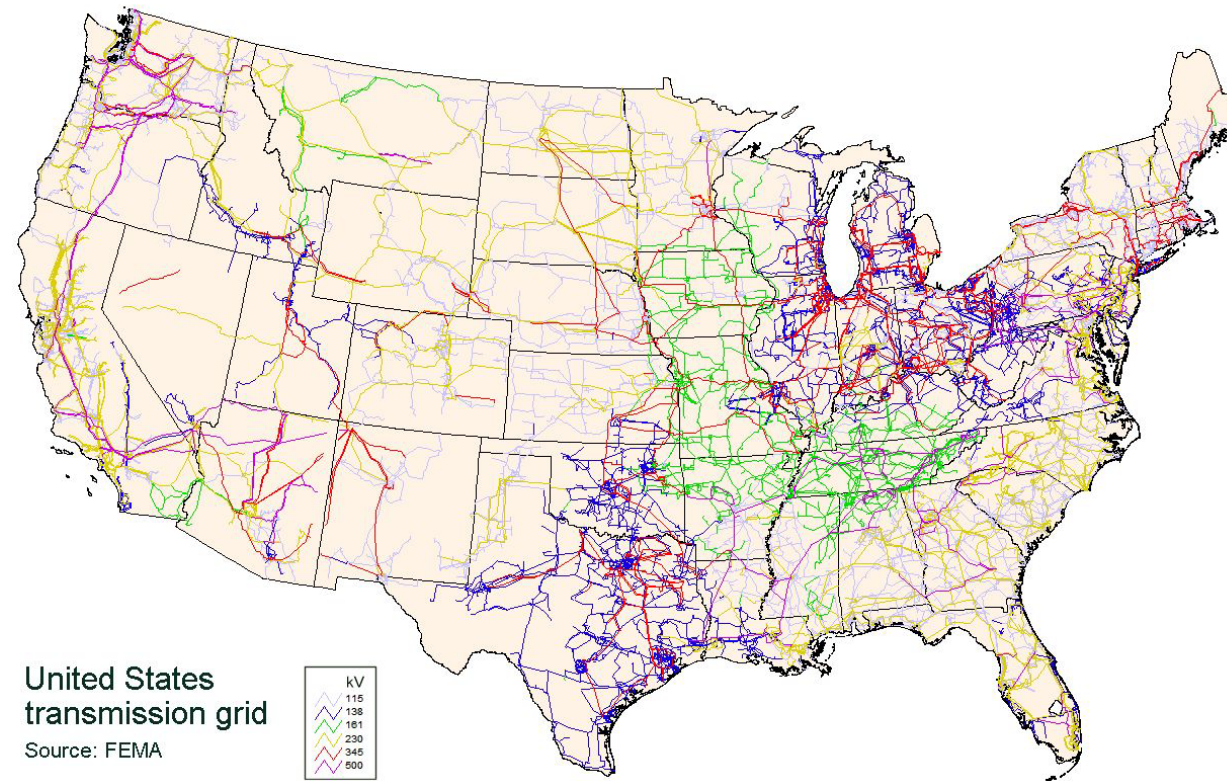 United States
transmission grid
Source: FEMA
kV
115
138
161
230
345
500